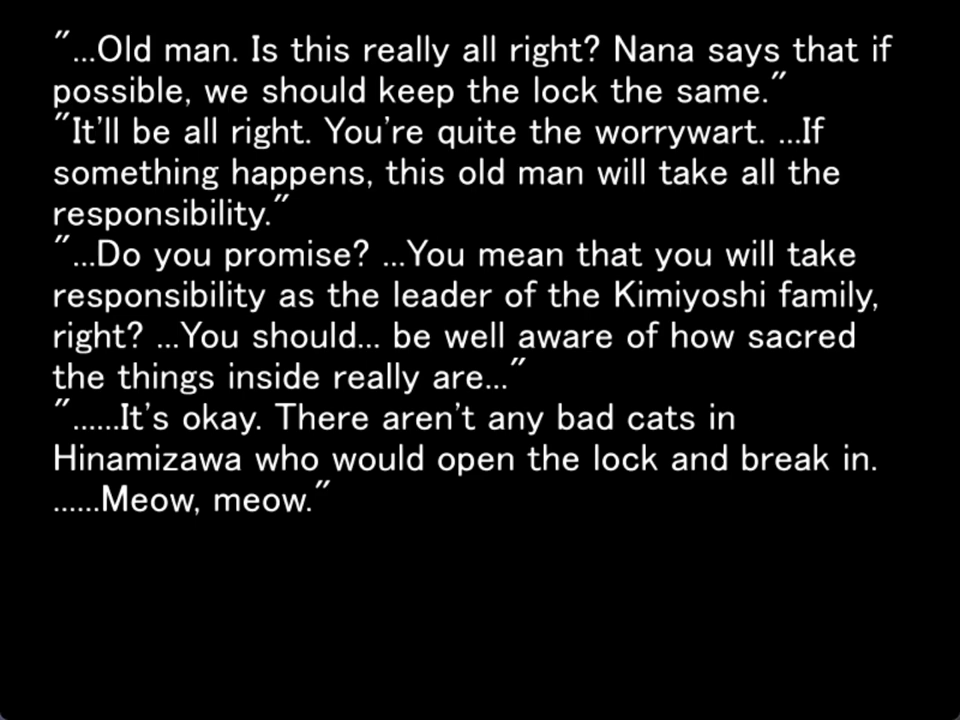 "...Old man. Is this really all right? Nana says that if
possible, we should keep the lock the same."
"It'll be all right. You're quite the worrywart. ...If
something happens, this old man will take all the
responsibility."
"...Do you promise? ...You mean that you will take
responsibility as the leader of the Kimiyoshi family,
right? ...You should... be well aware of how sacred
the things inside really are..."
"......It's okay. There aren't any bad cats in
Hinamizawa who would open the lock and break in.
......Meow, meow."